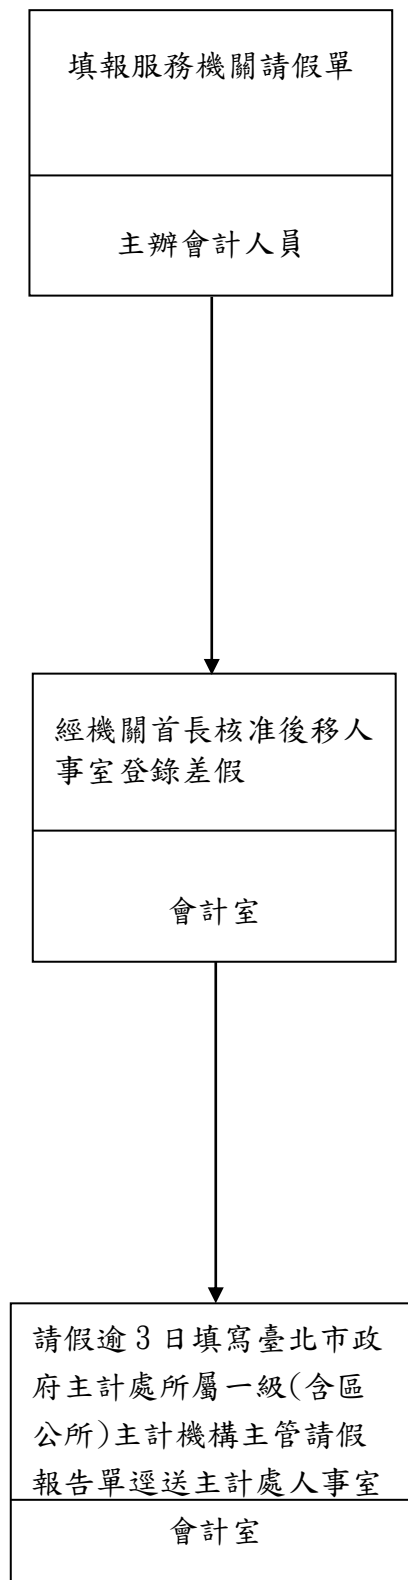 填報服務機關請假單
主辦會計人員
經機關首長核准後移人
事室登錄差假
會計室
請假逾3日填寫臺北市政
府主計處所屬一級(含區
公所)主計機構主管請假
報告單逕送主計處人事室
會計室